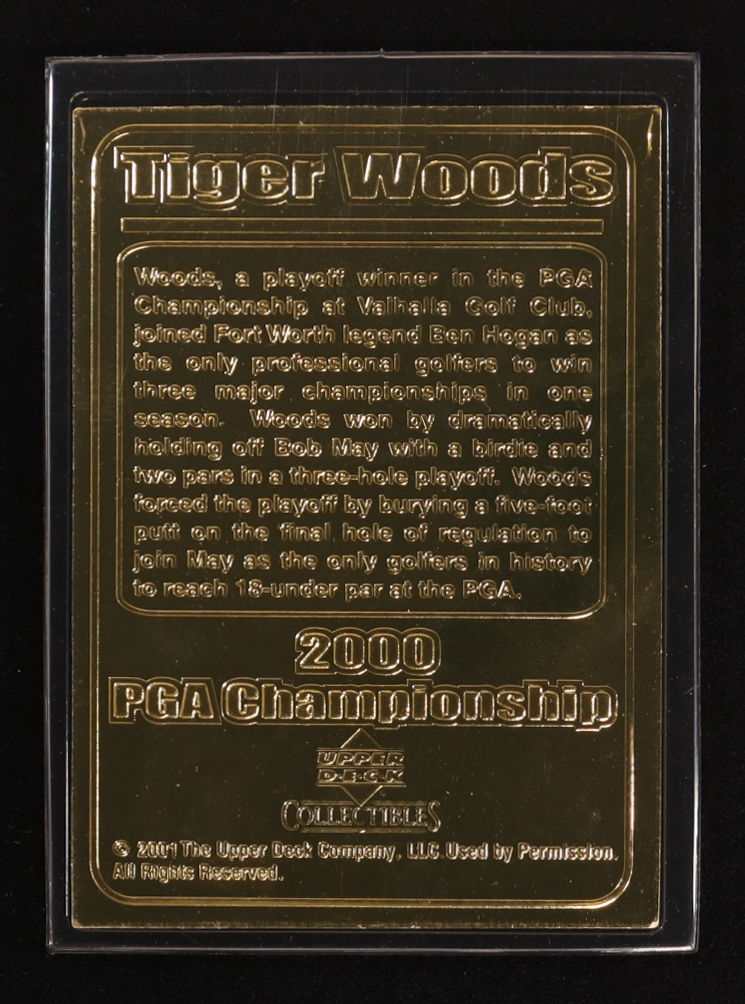 Tiger Woods
Woods, a playoff winner in the PGA
Championship at Valhalla Golf Club,
joined Fort Worth legend Ben Hogan as
the only professional golfers to win
three major championships in one
season. Woods won by dramatically
holding off Bob May with a birdie and
two pars in a three-hole playoff. Woods
forced the playoff by burying a five-foot
putt on the final hole of regulation to
join May as the only golfers in history
to reach 18-under par at the PGA.
2000
PGA Championship
UPPER
D·E·C·K
COLLECTIBLES
© 2001 The Upper Deck Company, LLC. Used by Permission.
All Rights Reserved.